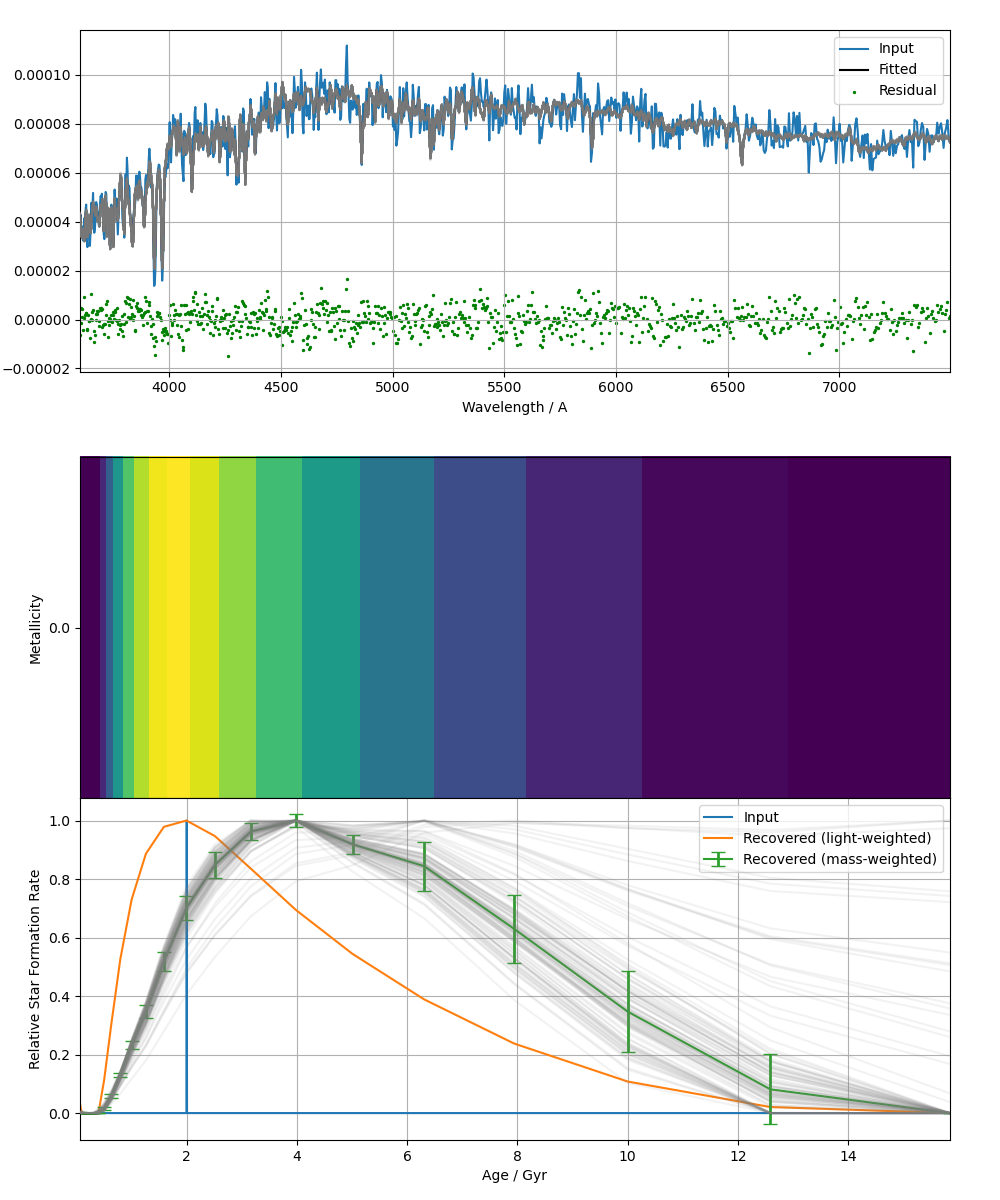 0.00010
0.00008
0.00006
0.00004
0.00002
0.00000
−0.00002
Input
Fitted
Residual
4000 4500 5000 5500 6000 6500 7000
Wavelength / A
Metallicity
0.0
Relative Star Formation Rate
1.0
0.8
0.6
0.4
0.2
0.0
Input
Recovered (light-weighted)
Recovered (mass-weighted)
2 4 6 8 10 12 14
Age / Gyr